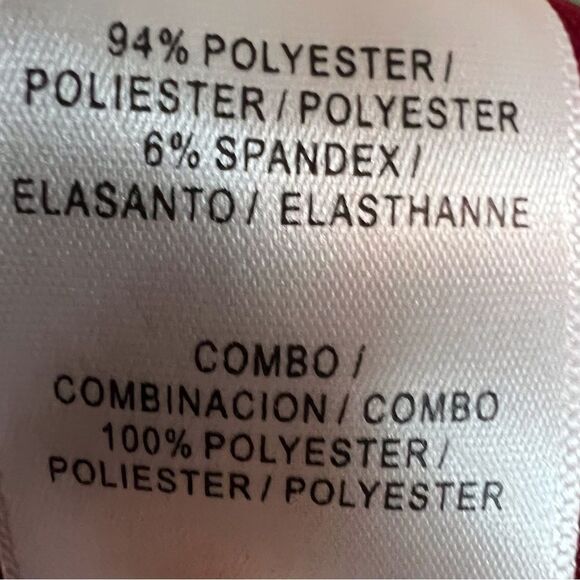 94% POLYESTER /
POLIESTER / POLYESTER
6% SPANDEX /
ELASANTO / ELASTHANNE
COMBO /
COMBINACION / COMBO
100% POLYESTER /
POLIESTER / POLYESTER